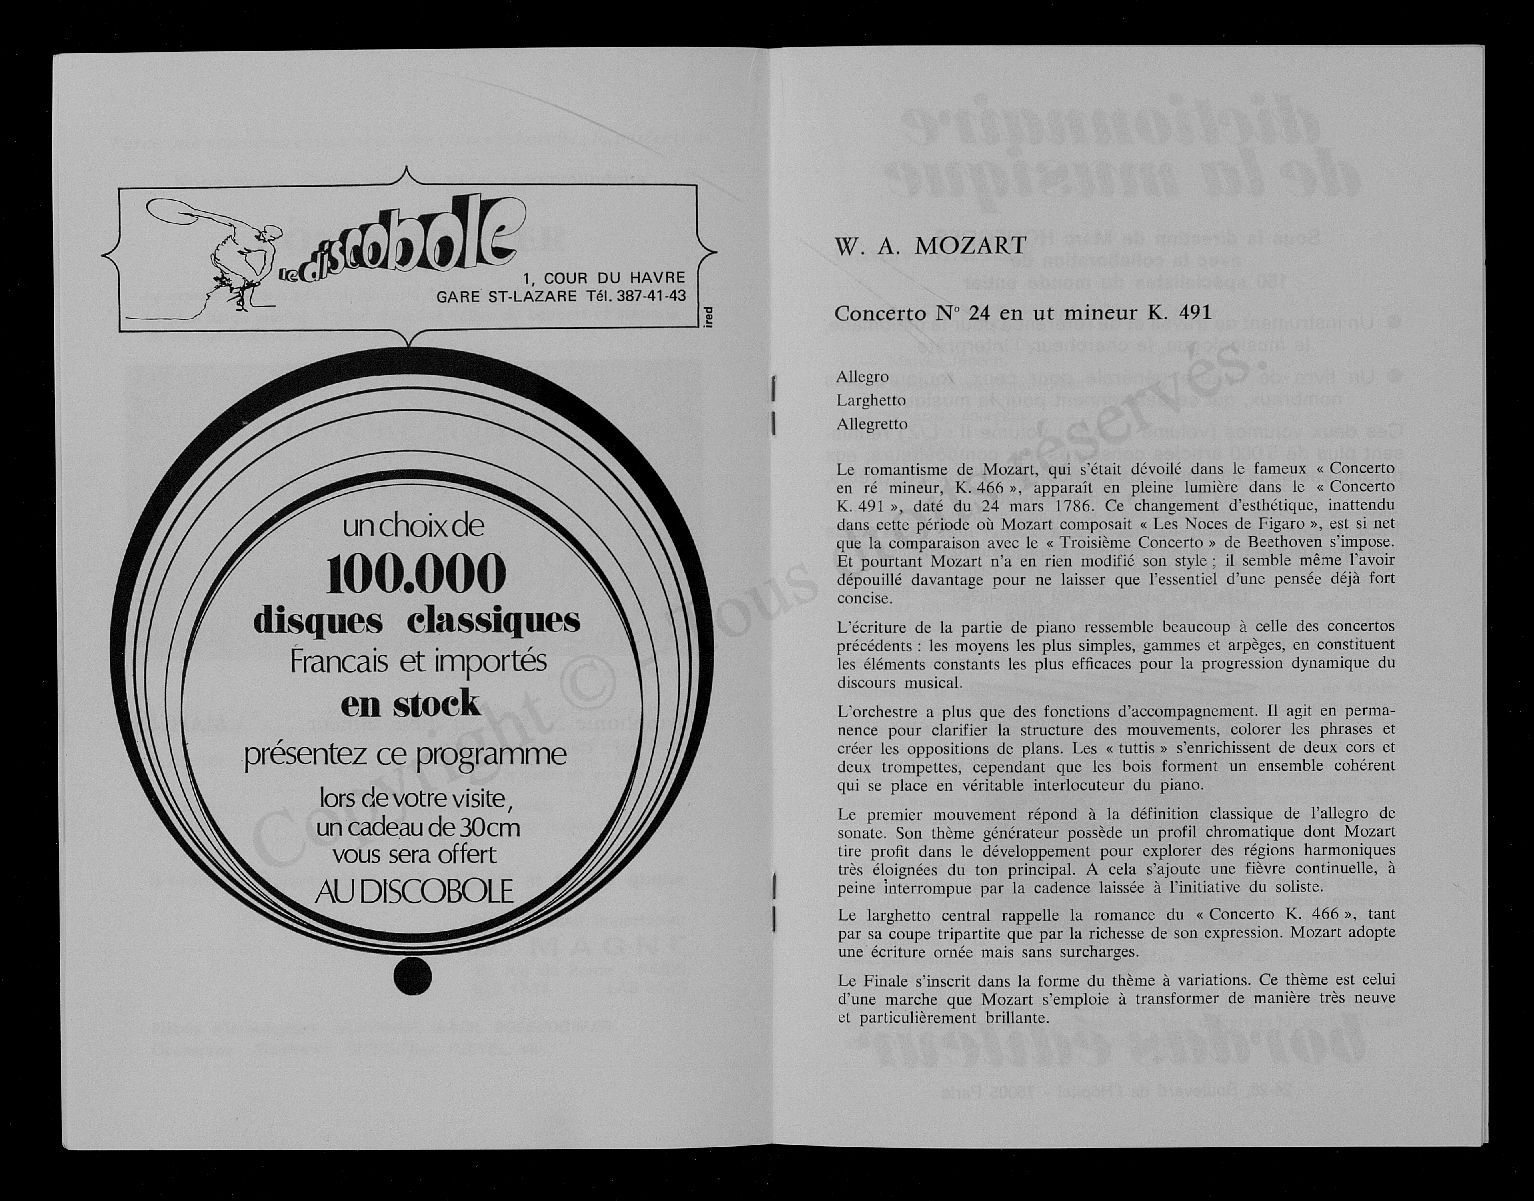 le discobole
1, COUR DU HAVRE
GARE ST-LAZARE Tél. 387-41-43
ired
un choix de
100.000
disques classiques
Francais et importés
en stock
présentez ce programme
lors de votre visite,
un cadeau de 30cm
vous sera offert
AU DISCOBOLE
W. A. MOZART
Concerto N° 24 en ut mineur K. 491
Allegro
Larghetto
Allegretto
Le romantisme de Mozart, qui s'était dévoilé dans le fameux « Concerto
en ré mineur, K. 466 », apparaît en pleine lumière dans le « Concerto
K. 491 », daté du 24 mars 1786. Ce changement d'esthétique, inattendu
dans cette période où Mozart composait « Les Noces de Figaro », est si net
que la comparaison avec le « Troisième Concerto » de Beethoven s'impose.
Et pourtant Mozart n'a en rien modifié son style ; il semble même l'avoir
dépouillé davantage pour ne laisser que l'essentiel d'une pensée déjà fort
concise.
L'écriture de la partie de piano ressemble beaucoup à celle des concertos
précédents : les moyens les plus simples, gammes et arpèges, en constituent
les éléments constants les plus efficaces pour la progression dynamique du
discours musical.
L'orchestre a plus que des fonctions d'accompagnement. Il agit en perma-
nence pour clarifier la structure des mouvements, colorer les phrases et
créer les oppositions de plans. Les « tuttis » s'enrichissent de deux cors et
deux trompettes, cependant que les bois forment un ensemble cohérent
qui se place en véritable interlocuteur du piano.
Le premier mouvement répond à la définition classique de l'allegro de
sonate. Son thème générateur possède un profil chromatique dont Mozart
tire profit dans le développement pour explorer des régions harmoniques
très éloignées du ton principal. A cela s'ajoute une fièvre continuelle, à
peine interrompue par la cadence laissée à l'initiative du soliste.
Le larghetto central rappelle la romance du « Concerto K. 466 », tant
par sa coupe tripartite que par la richesse de son expression. Mozart adopte
une écriture ornée mais sans surcharges.
Le Finale s'inscrit dans la forme du thème à variations. Ce thème est celui
d'une marche que Mozart s'emploie à transformer de manière très neuve
et particulièrement brillante.
Copyright © Tous droits réservés.